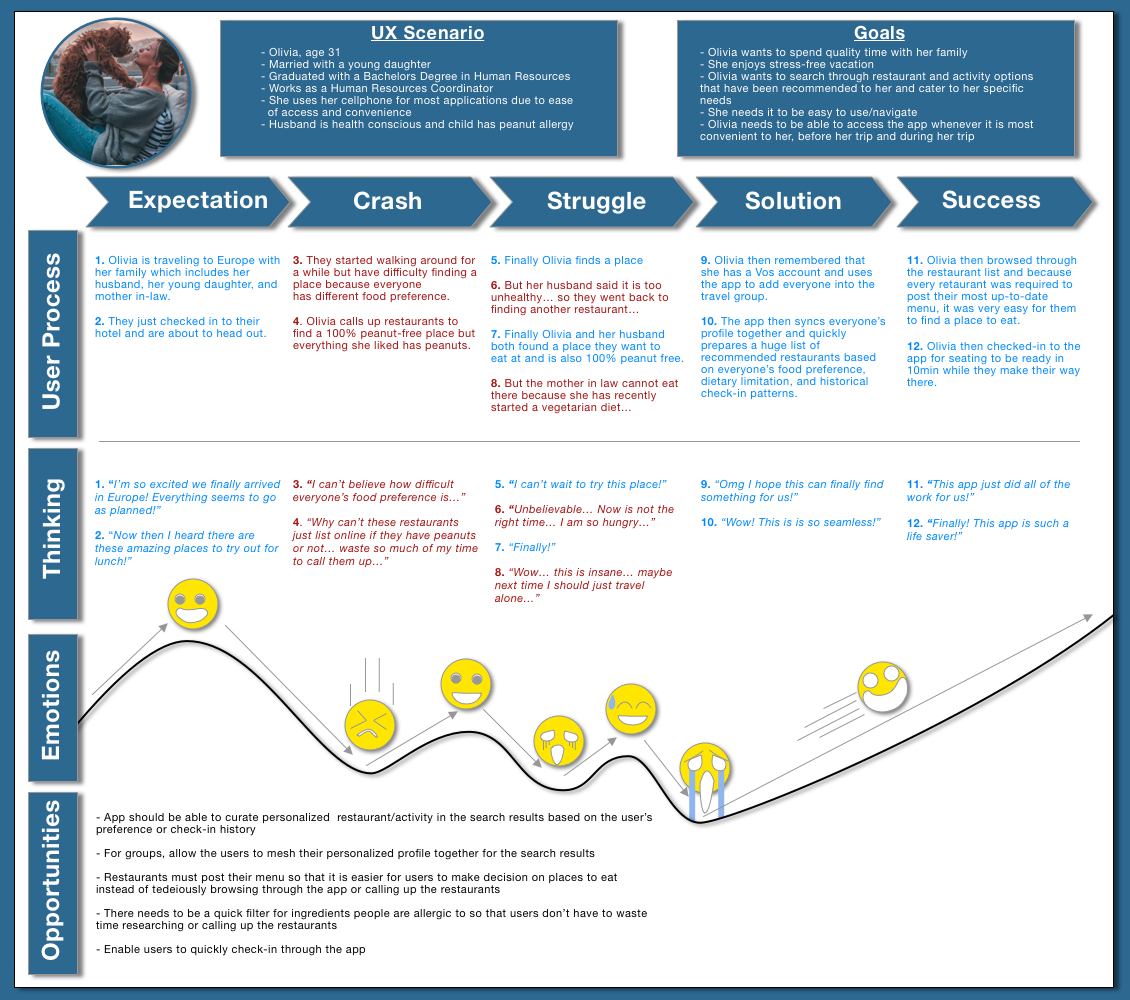 UX Scenario
- Olivia, age 31
- Married with a young daughter
- Graduated with a Bachelors Degree in Human Resources
- Works as a Human Resources Coordinator
- She uses her cellphone for most applications due to ease
of access and convenience
- Husband is health conscious and child has peanut allergy
Goals
- Olivia wants to spend quality time with her family
- She enjoys stress-free vacation
- Olivia wants to search through restaurant and activity options
that have been recommended to her and cater to her specific
needs
- She needs it to be easy to use/navigate
- Olivia needs to be able to access the app whenever it is most
convenient to her, before her trip and during her trip
Expectation
Crash
Struggle
Solution
Success
User Process
1. Olivia is traveling to Europe with
her family which includes her
husband, her young daughter, and
mother in-law.
2. They just checked in to their
hotel and are about to head out.
3. They started walking around for
a while but have difficulty finding a
place because everyone
has different food preference.
4. Olivia calls up restaurants to
find a 100% peanut-free place but
everything she liked has peanuts.
5. Finally Olivia finds a place
6. But her husband said it is too
unhealthy... so they went back to
finding another restaurant...
7. Finally Olivia and her husband
both found a place they want to
eat at and is also 100% peanut free.
8. But the mother in law cannot eat
there because she has recently
started a vegetarian diet...
9. Olivia then remembered that
she has a Vos account and uses
the app to add everyone into the
travel group.
10. The app then syncs everyone's
profile together and quickly
prepares a huge list of
recommended restaurants based
on everyone's food preference,
dietary limitation, and historical
check-in patterns.
11. Olivia then browsed through
the restaurant list and because
every retaurant was required to
post their most up-to-date
menu, it was very easy for them
to find a place to eat.
12. Olivia then checked-in to the
app for seating to be ready in
10min while they make their way
there.
Thinking
1. “I'm so excited we finally arrived
in Europe! Everything seems to go
as planned!”
2. “Now then I heard there are
these amazing places to try out for
lunch!”
3. “I can't believe how difficult
everyone's food preference is...”
4. “Why can't these restaurants
just list online if they have peanuts
or not... waste so much of my time
to call them up...”
5. “I can't wait to try this place!”
6. “Unbelievable... Now is not the
right time... I am so hungry...”
7. “Finally!”
8. “Wow... this is insane... maybe
next time I should just travel
alone...”
9. “Omg I hope this can finally find
something for us!”
10. “Wow! This is is so seamless!”
11. “This app just did all of the
work for us!”
12. “Finally! This app is such a
life saver!”
Emotions
Opportunities
- App should be able to curate personalized  restaurant/activity in the search results based on the user's
preference or check-in history
- For groups, allow the users to mesh their personalized profile together for the search results
- Restaurants must post their menu so that it is easier for users to make decision on places to eat
instead of tedeiously browsing through the app or calling up the restaurants
- There needs to be a quick filter for ingredients people are allergic to so that users don't have to waste
time researching or calling up the restaurants
- Enable users to quickly check-in through the app